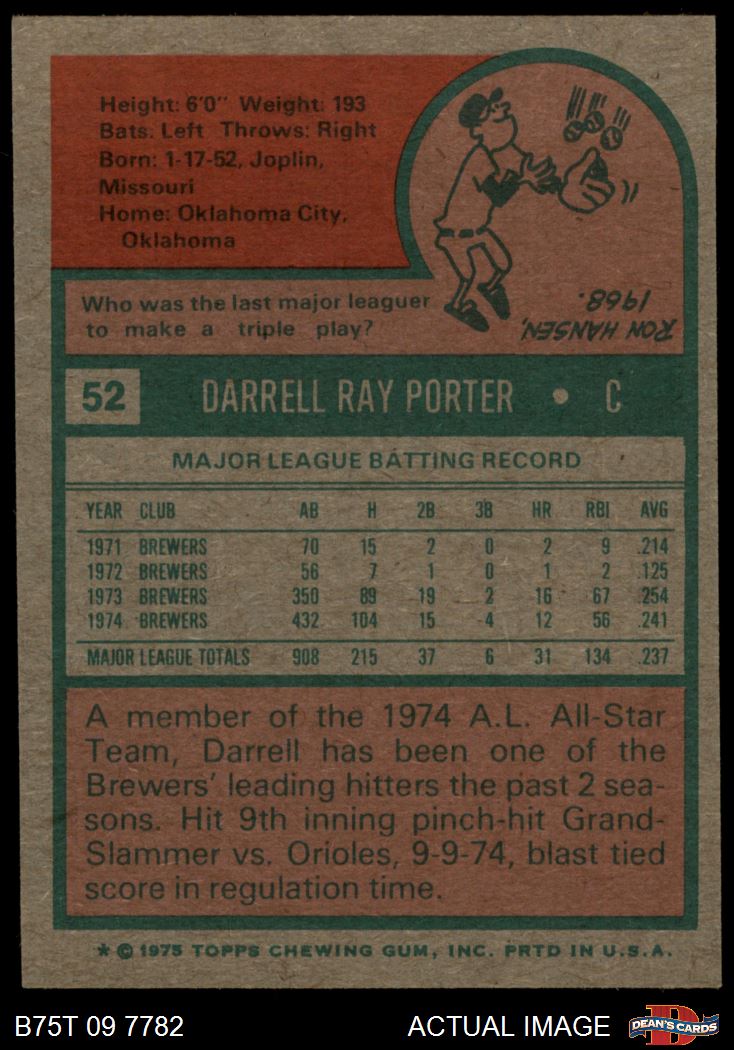 Height: 6'0" Weight: 193
Bats: Left Throws: Right
Born: 1-17-52, Joplin,
Missouri
Home: Oklahoma City,
Oklahoma
Who was the last major leaguer
to make a triple play?
RON HANSEN,
1968.
52 DARRELL RAY PORTER • C
MAJOR LEAGUE BATTING RECORD
YEAR CLUB AB H 2B 3B HR RBI AVG
1971 BREWERS 70 15 2 0 2 9 .214
1972 BREWERS 56 7 1 0 1 2 .125
1973 BREWERS 350 89 19 2 16 67 .254
1974 BREWERS 432 104 15 4 12 56 .241
MAJOR LEAGUE TOTALS 908 215 37 6 31 134 .237
A member of the 1974 A.L. All-Star
Team, Darrell has been one of the
Brewers' leading hitters the past 2 sea-
sons. Hit 9th inning pinch-hit Grand-
Slammer vs. Orioles, 9-9-74, blast tied
score in regulation time.
* © 1975 TOPPS CHEWING GUM, INC. PRTD IN U.S.A.
B75T 09 7782 ACTUAL IMAGE D DEAN'S CARDS